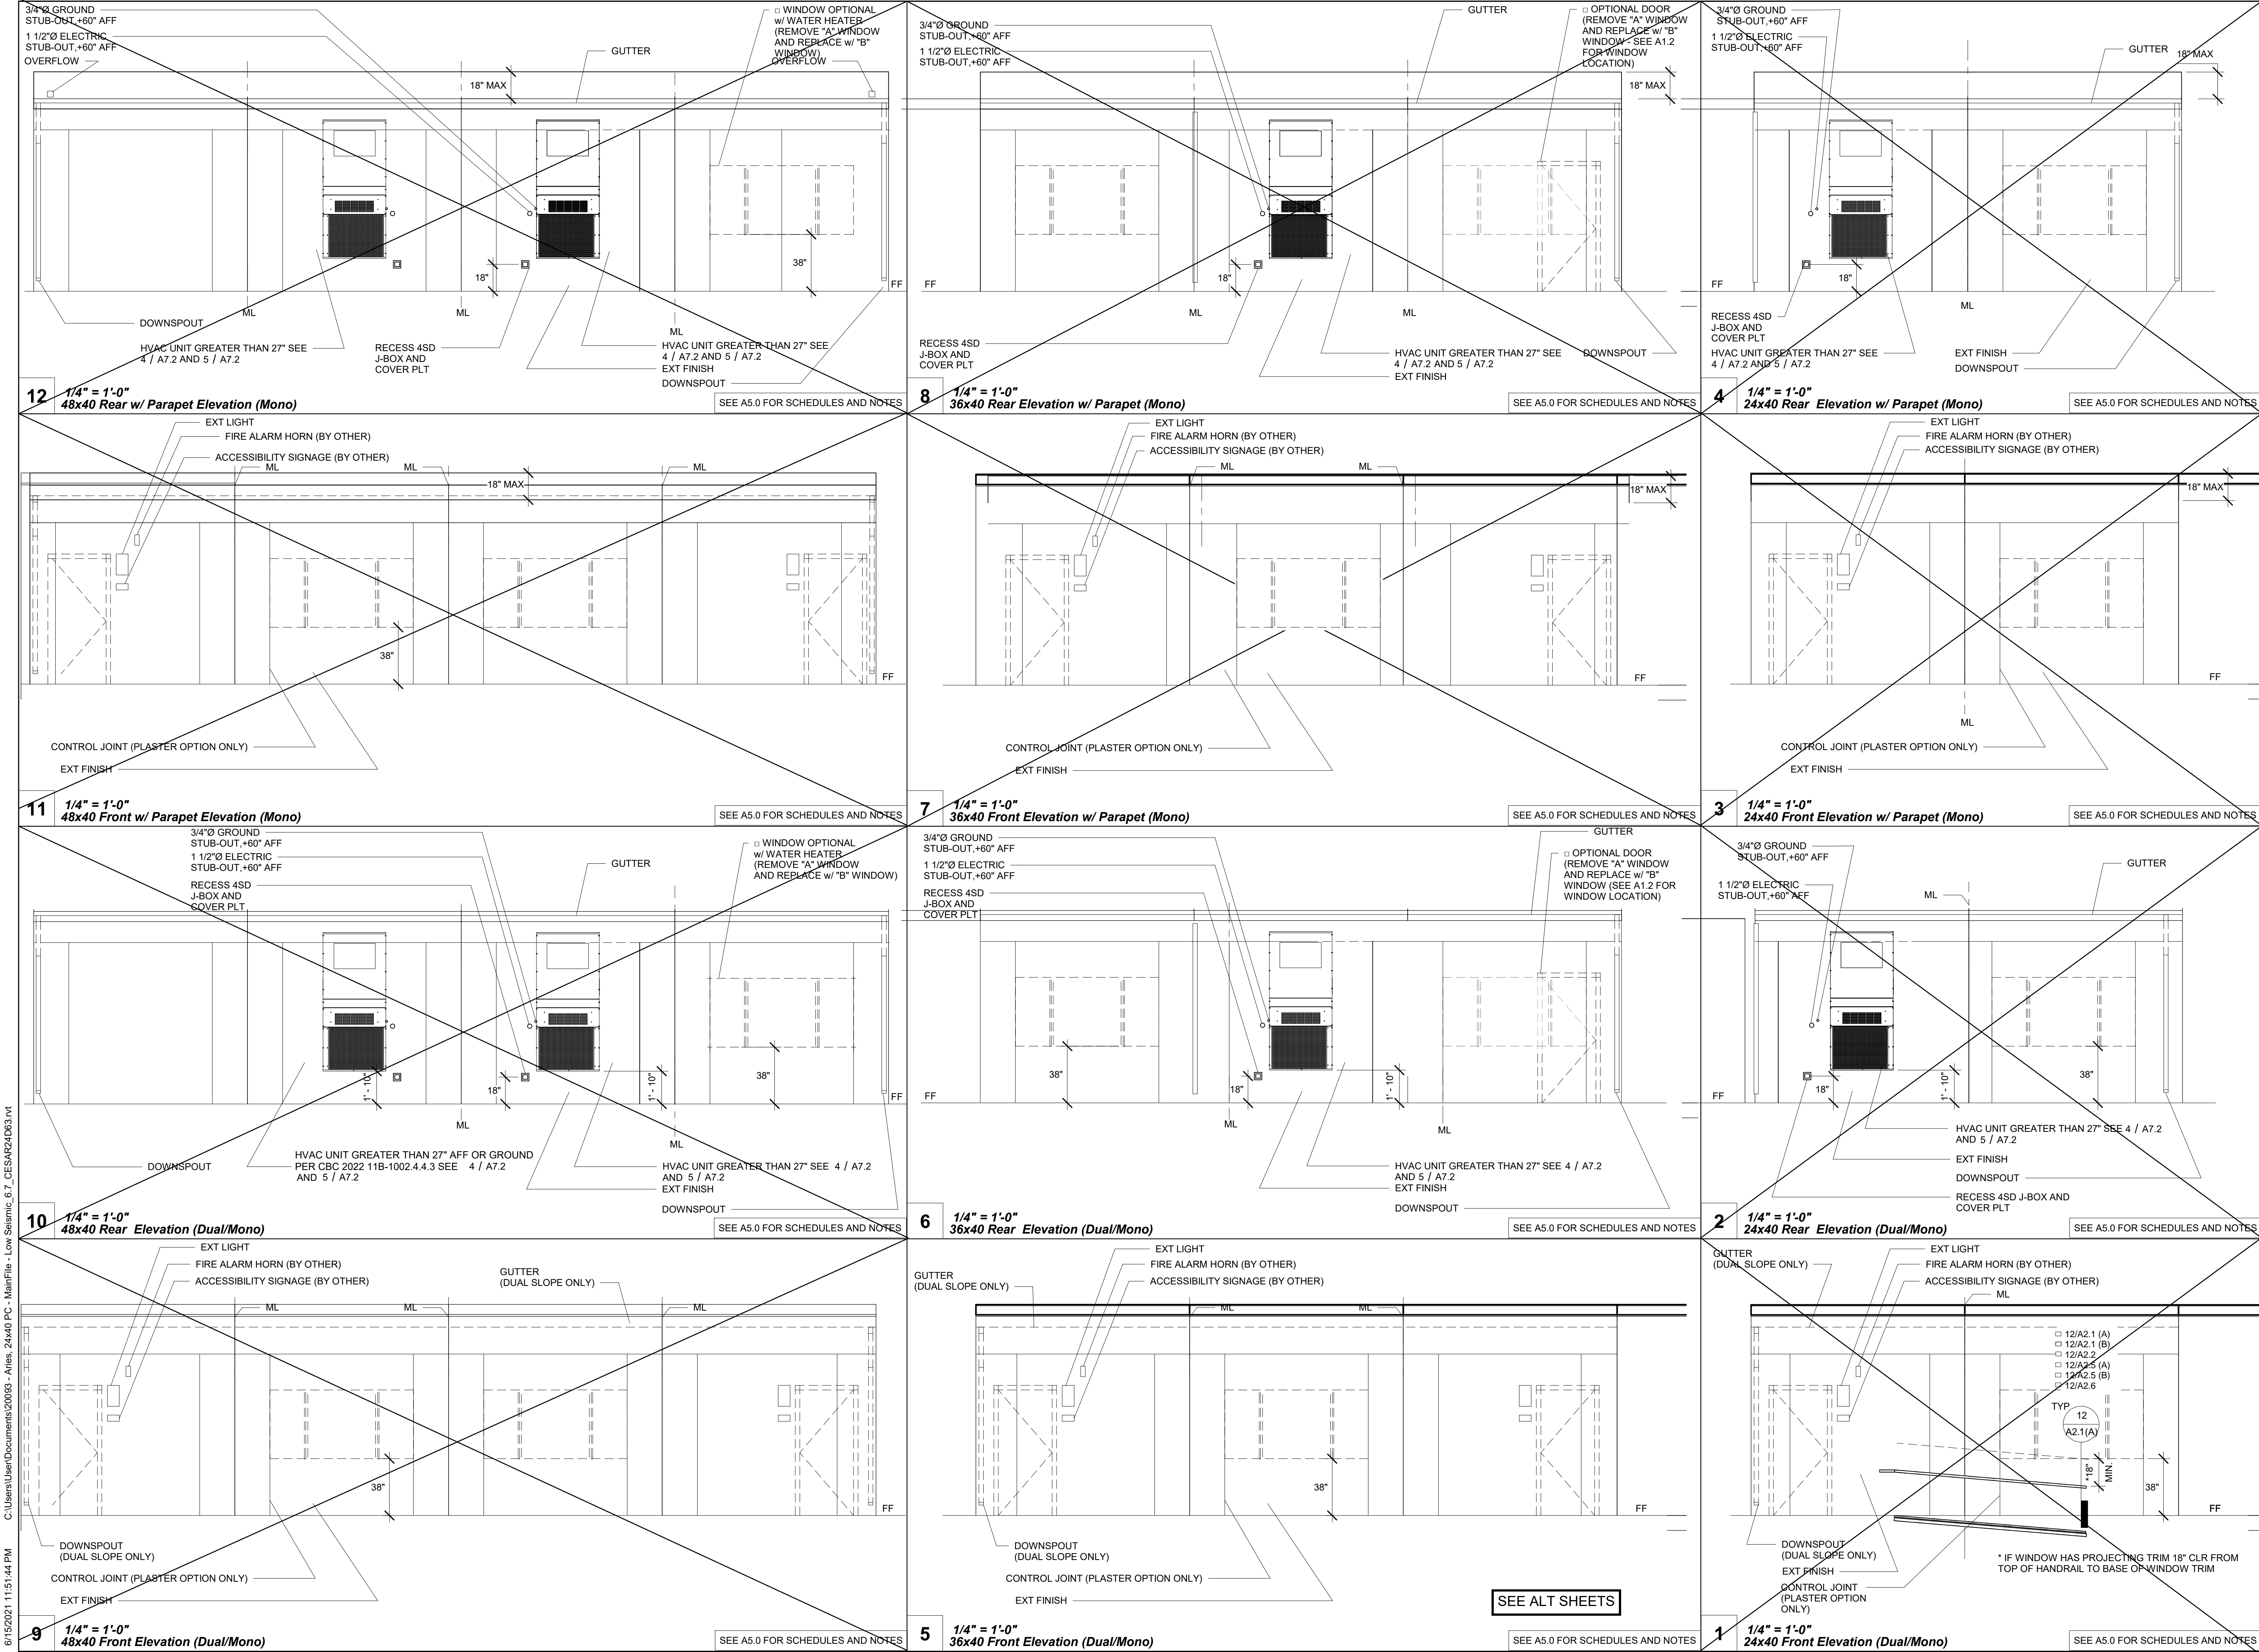 3/4"Ø GROUND
STUB-OUT,+60" AFF
1 1/2"Ø ELECTRIC
STUB-OUT,+60" AFF
OVERFLOW
□ WINDOW OPTIONAL
w/ WATER HEATER
(REMOVE "A" WINDOW
AND REPLACE w/ "B"
WINDOW)
OVERFLOW
GUTTER
18" MAX
38"
18"
FF
ML
ML
ML
DOWNSPOUT
HVAC UNIT GREATER THAN 27" SEE
4 / A7.2 AND 5 / A7.2
RECESS 4SD
J-BOX AND
COVER PLT
HVAC UNIT GREATER THAN 27" SEE
4 / A7.2 AND 5 / A7.2
EXT FINISH
DOWNSPOUT
12
1/4" = 1'-0"
48x40 Rear w/ Parapet Elevation (Mono)
SEE A5.0 FOR SCHEDULES AND NOTES
3/4"Ø GROUND
STUB-OUT,+60" AFF
1 1/2"Ø ELECTRIC
STUB-OUT,+60" AFF
GUTTER
□ OPTIONAL DOOR
(REMOVE "A" WINDOW
AND REPLACE w/ "B"
WINDOW - SEE A1.2
FOR WINDOW
LOCATION)
18" MAX
18"
FF
ML
ML
RECESS 4SD
J-BOX AND
COVER PLT
HVAC UNIT GREATER THAN 27" SEE
4 / A7.2 AND 5 / A7.2
EXT FINISH
DOWNSPOUT
8
1/4" = 1'-0"
36x40 Rear Elevation w/ Parapet (Mono)
SEE A5.0 FOR SCHEDULES AND NOTES
3/4"Ø GROUND
STUB-OUT,+60" AFF
1 1/2"Ø ELECTRIC
STUB-OUT,+60" AFF
GUTTER
18" MAX
18"
FF
ML
RECESS 4SD
J-BOX AND
COVER PLT
HVAC UNIT GREATER THAN 27" SEE
4 / A7.2 AND 5 / A7.2
EXT FINISH
DOWNSPOUT
4
1/4" = 1'-0"
24x40 Rear Elevation w/ Parapet (Mono)
SEE A5.0 FOR SCHEDULES AND NOTES
EXT LIGHT
FIRE ALARM HORN (BY OTHER)
ACCESSIBILITY SIGNAGE (BY OTHER)
ML
ML
ML
18" MAX
38"
FF
CONTROL JOINT (PLASTER OPTION ONLY)
EXT FINISH
11
1/4" = 1'-0"
48x40 Front w/ Parapet Elevation (Mono)
SEE A5.0 FOR SCHEDULES AND NOTES
EXT LIGHT
FIRE ALARM HORN (BY OTHER)
ACCESSIBILITY SIGNAGE (BY OTHER)
ML
ML
18" MAX
FF
CONTROL JOINT (PLASTER OPTION ONLY)
EXT FINISH
7
1/4" = 1'-0"
36x40 Front Elevation w/ Parapet (Mono)
SEE A5.0 FOR SCHEDULES AND NOTES
EXT LIGHT
FIRE ALARM HORN (BY OTHER)
ACCESSIBILITY SIGNAGE (BY OTHER)
18" MAX
FF
ML
CONTROL JOINT (PLASTER OPTION ONLY)
EXT FINISH
3
1/4" = 1'-0"
24x40 Front Elevation w/ Parapet (Mono)
SEE A5.0 FOR SCHEDULES AND NOTES
3/4"Ø GROUND
STUB-OUT,+60" AFF
1 1/2"Ø ELECTRIC
STUB-OUT,+60" AFF
RECESS 4SD
J-BOX AND
COVER PLT
GUTTER
□ WINDOW OPTIONAL
w/ WATER HEATER
(REMOVE "A" WINDOW
AND REPLACE w/ "B" WINDOW)
1' - 10"
18"
1' - 10"
38"
FF
ML
ML
DOWNSPOUT
HVAC UNIT GREATER THAN 27" AFF OR GROUND
PER CBC 2022 11B-1002.4.4.3 SEE 4 / A7.2
AND 5 / A7.2
HVAC UNIT GREATER THAN 27" SEE 4 / A7.2
AND 5 / A7.2
EXT FINISH
DOWNSPOUT
10
1/4" = 1'-0"
48x40 Rear Elevation (Dual/Mono)
SEE A5.0 FOR SCHEDULES AND NOTES
3/4"Ø GROUND
STUB-OUT,+60" AFF
1 1/2"Ø ELECTRIC
STUB-OUT,+60" AFF
RECESS 4SD
J-BOX AND
COVER PLT
GUTTER
□ OPTIONAL DOOR
(REMOVE "A" WINDOW
AND REPLACE w/ "B"
WINDOW (SEE A1.2 FOR
WINDOW LOCATION)
38"
18"
1' - 10"
FF
ML
ML
HVAC UNIT GREATER THAN 27" SEE 4 / A7.2
AND 5 / A7.2
EXT FINISH
DOWNSPOUT
6
1/4" = 1'-0"
36x40 Rear Elevation (Dual/Mono)
SEE A5.0 FOR SCHEDULES AND NOTES
3/4"Ø GROUND
STUB-OUT,+60" AFF
1 1/2"Ø ELECTRIC
STUB-OUT,+60" AFF
ML
GUTTER
18"
1' - 10"
38"
FF
HVAC UNIT GREATER THAN 27" SEE 4 / A7.2
AND 5 / A7.2
EXT FINISH
DOWNSPOUT
RECESS 4SD J-BOX AND
COVER PLT
2
1/4" = 1'-0"
24x40 Rear Elevation (Dual/Mono)
SEE A5.0 FOR SCHEDULES AND NOTES
EXT LIGHT
FIRE ALARM HORN (BY OTHER)
ACCESSIBILITY SIGNAGE (BY OTHER)
GUTTER
(DUAL SLOPE ONLY)
ML
ML
ML
38"
FF
DOWNSPOUT
(DUAL SLOPE ONLY)
CONTROL JOINT (PLASTER OPTION ONLY)
EXT FINISH
9
1/4" = 1'-0"
48x40 Front Elevation (Dual/Mono)
SEE A5.0 FOR SCHEDULES AND NOTES
GUTTER
(DUAL SLOPE ONLY)
EXT LIGHT
FIRE ALARM HORN (BY OTHER)
ACCESSIBILITY SIGNAGE (BY OTHER)
ML
ML
38"
FF
DOWNSPOUT
(DUAL SLOPE ONLY)
CONTROL JOINT (PLASTER OPTION ONLY)
EXT FINISH
SEE ALT SHEETS
5
1/4" = 1'-0"
36x40 Front Elevation (Dual/Mono)
SEE A5.0 FOR SCHEDULES AND NOTES
GUTTER
(DUAL SLOPE ONLY)
EXT LIGHT
FIRE ALARM HORN (BY OTHER)
ACCESSIBILITY SIGNAGE (BY OTHER)
ML
□ 12/A2.1 (A)
□ 12/A2.1 (B)
□ 12/A2.2
□ 12/A2.5 (A)
□ 12/A2.5 (B)
□ 12/A2.6
TYP
12
A2.1(A)
*18"
MIN.
38"
FF
DOWNSPOUT
(DUAL SLOPE ONLY)
EXT FINISH
CONTROL JOINT
(PLASTER OPTION
ONLY)
* IF WINDOW HAS PROJECTING TRIM 18" CLR FROM
TOP OF HANDRAIL TO BASE OF WINDOW TRIM
1
1/4" = 1'-0"
24x40 Front Elevation (Dual/Mono)
SEE A5.0 FOR SCHEDULES AND NOTES
6/15/2021 11:51:44 PM C:\Users\User\Documents\20093 - Aries, 24x40 PC - MainFile - Low Seismic_6.7_CESAR24D63.rvt